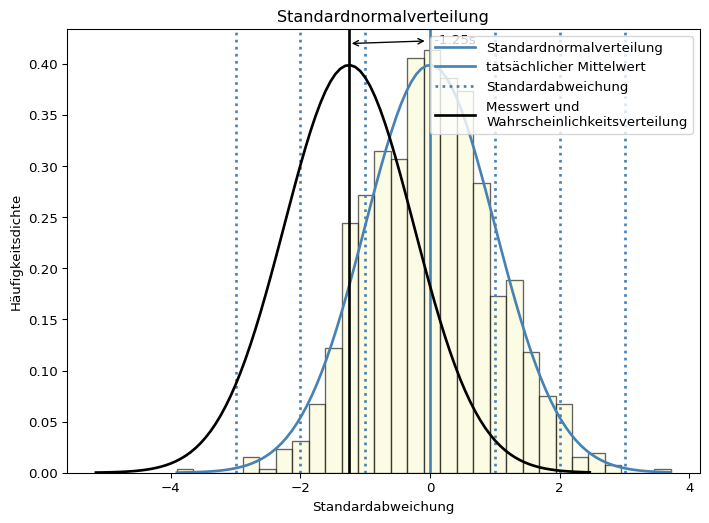 Standardnormalverteilung
-1.25s
Standardnormalverteilung
tatsächlicher Mittelwert
Standardabweichung
Messwert und
Wahrscheinlichkeitsverteilung
Häufigkeitsdichte
0.40
0.35
0.30
0.25
0.20
0.15
0.10
0.05
0.00
−4
−2
0
2
4
Standardabweichung